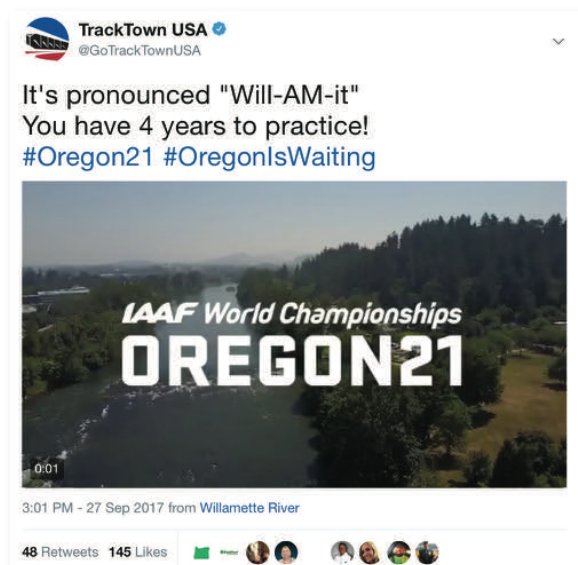 TrackTown USA
@GoTrackTownUSA
It's pronounced "Will-AM-it"
You have 4 years to practice!
#Oregon21 #OregonIsWaiting
IAAF World Championships
OREGON21
0:01
3:01 PM - 27 Sep 2017 from Willamette River
48 Retweets 145 Likes